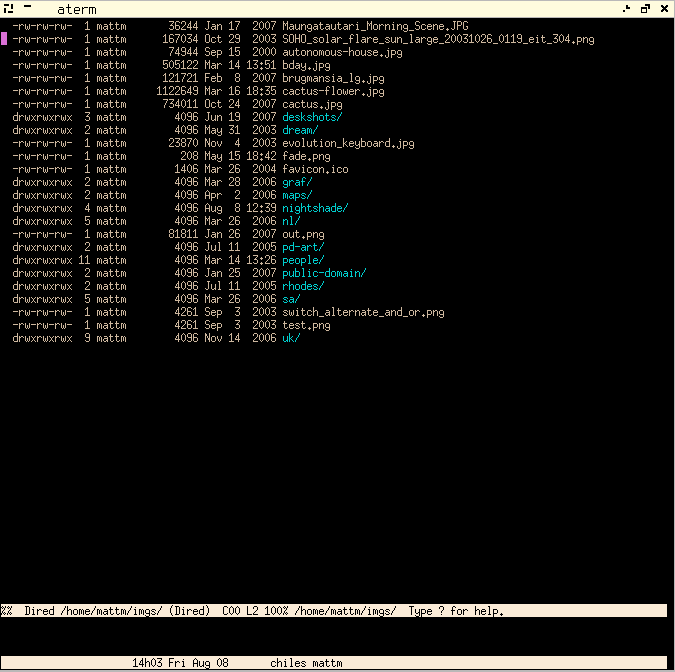 aterm
-rw-rw-rw- 1 mattm 36244 Jan 17 2007 Maungatautari_Morning_Scene.JPG
-rw-rw-rw- 1 mattm 167034 Oct 29 2003 SOHO_solar_flare_sun_large_20031026_0119_eit_304.png
-rw-rw-rw- 1 mattm 74944 Sep 15 2000 autonomous-house.jpg
-rw-rw-rw- 1 mattm 505122 Mar 14 13:51 bday.jpg
-rw-rw-rw- 1 mattm 121721 Feb 8 2007 brugmansia_lg.jpg
-rw-rw-rw- 1 mattm 1122649 Mar 16 18:35 cactus-flower.jpg
-rw-rw-rw- 1 mattm 734011 Oct 24 2007 cactus.jpg
drwxrwxrwx 3 mattm 4096 Jun 19 2007 deskshots/
drwxrwxrwx 2 mattm 4096 May 31 2003 dream/
-rw-rw-rw- 1 mattm 23870 Nov 4 2003 evolution_keyboard.jpg
-rw-rw-rw- 1 mattm 208 May 15 18:42 fade.png
-rw-rw-rw- 1 mattm 1406 Mar 26 2004 favicon.ico
drwxrwxrwx 2 mattm 4096 Mar 28 2006 graf/
drwxrwxrwx 2 mattm 4096 Apr 2 2006 maps/
drwxrwxrwx 4 mattm 4096 Aug 8 12:39 nightshade/
drwxrwxrwx 5 mattm 4096 Mar 26 2006 nl/
-rw-rw-rw- 1 mattm 81811 Jan 26 2007 out.png
drwxrwxrwx 2 mattm 4096 Jul 11 2005 pd-art/
drwxrwxrwx 11 mattm 4096 Mar 14 13:26 people/
drwxrwxrwx 2 mattm 4096 Jan 25 2007 public-domain/
drwxrwxrwx 2 mattm 4096 Jul 11 2005 rhodes/
drwxrwxrwx 5 mattm 4096 Mar 26 2006 sa/
-rw-rw-rw- 1 mattm 4261 Sep 3 2003 switch_alternate_and_or.png
-rw-rw-rw- 1 mattm 4261 Sep 3 2003 test.png
drwxrwxrwx 9 mattm 4096 Nov 14 2006 uk/
%% Dired /home/mattm/imgs/ (Dired) C00 L2 100% /home/mattm/imgs/ Type ? for help.
14h03 Fri Aug 08 chiles mattm